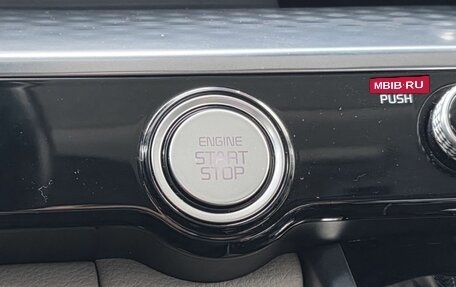 ENGINE
START
STOP
MBIB·RU
PUSH